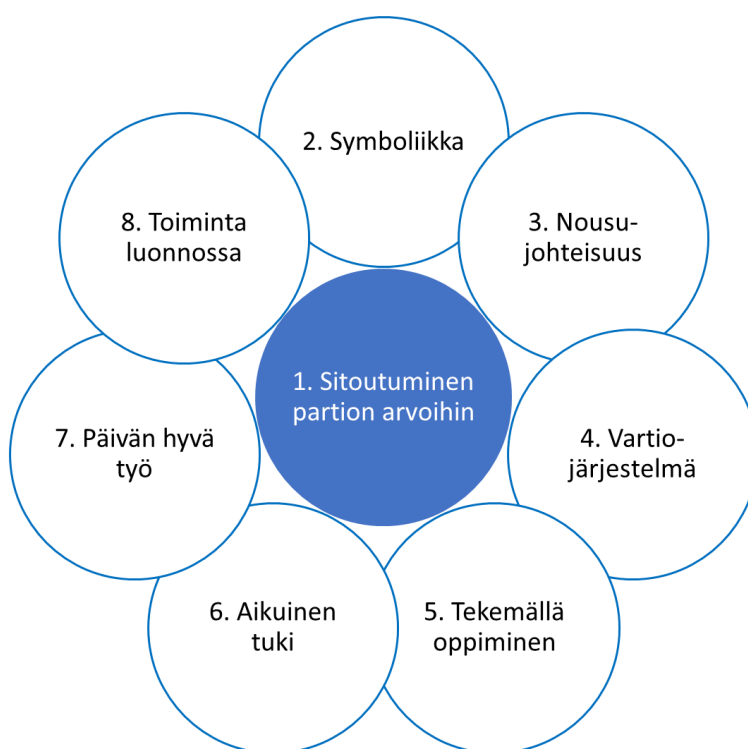 1. Sitoutuminen
partion arvoihin
2. Symboliikka
3. Nousu-
johteisuus
4. Vartio-
järjestelmä
5. Tekemällä
oppiminen
6. Aikuinen
tuki
7. Päivän hyvä
työ
8. Toiminta
luonnossa